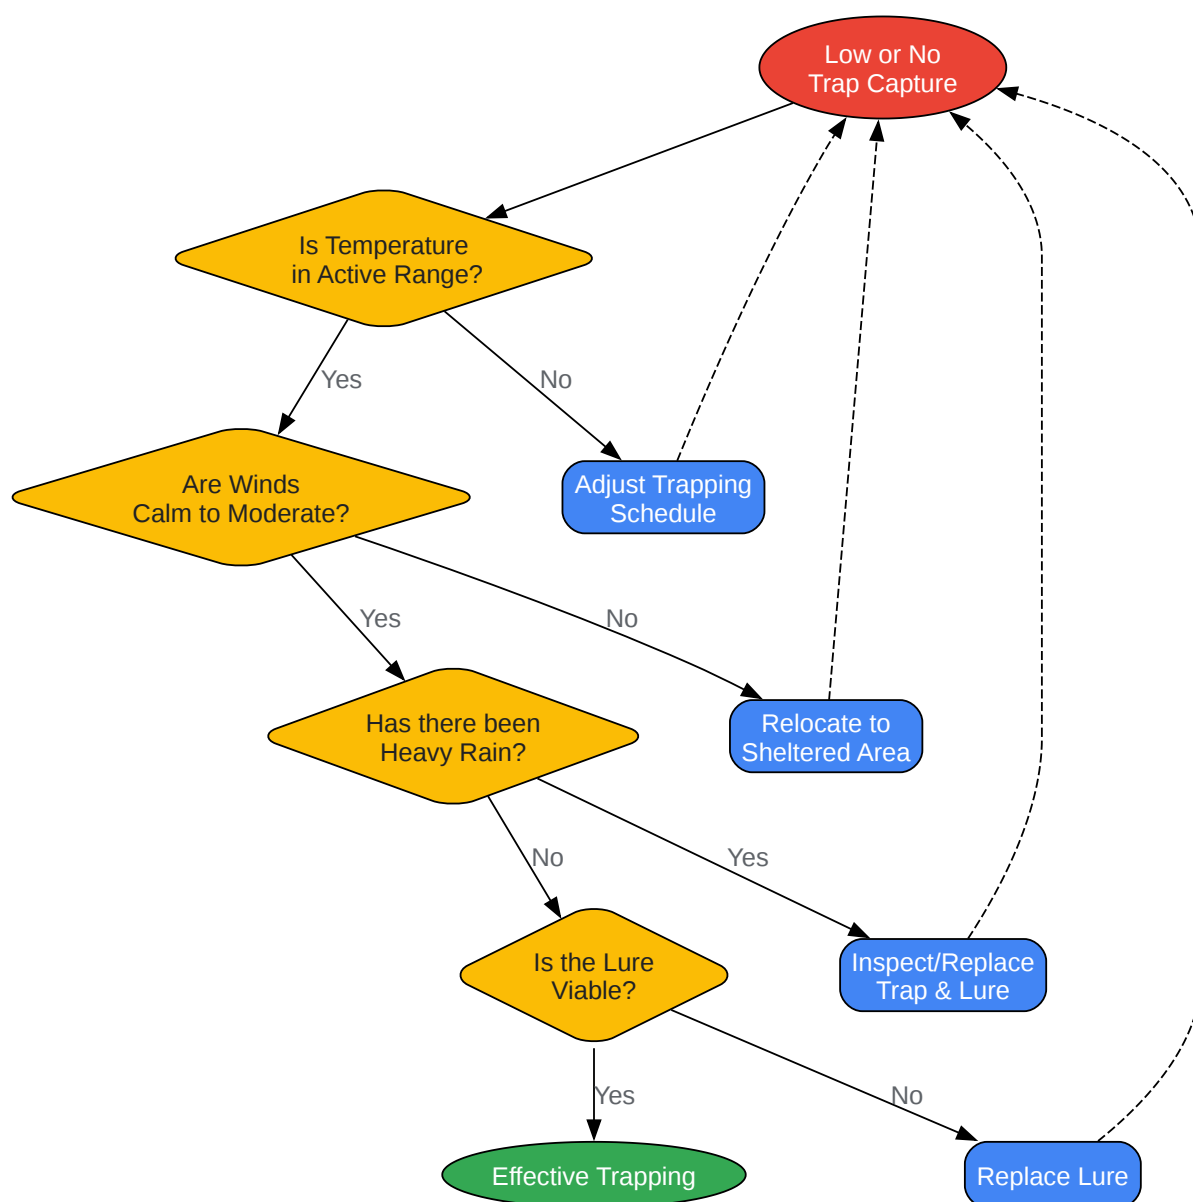 Low or No
Trap Capture
Is Temperature
in Active Range?
Yes
No
Are Winds
Calm to Moderate?
Adjust Trapping
Schedule
Yes
No
Has there been
Heavy Rain?
Relocate to
Sheltered Area
No
Yes
Is the Lure
Viable?
Inspect/Replace
Trap & Lure
Yes
No
Effective Trapping
Replace Lure